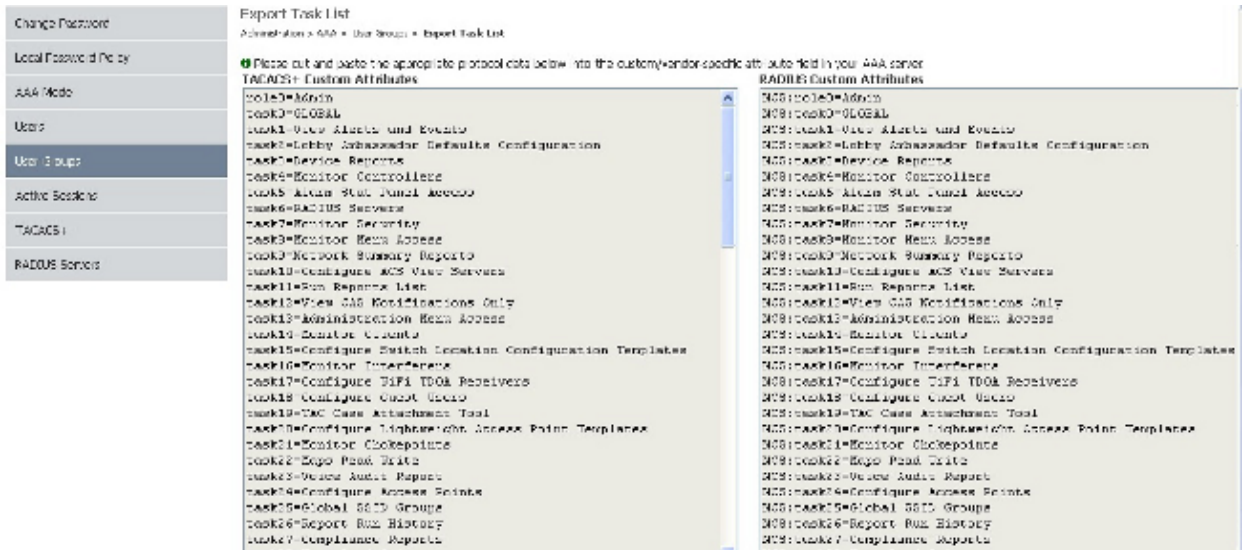 Change Password
Local Password Policy
AAA Mode
Users
User Groups
Active Sessions
TACACS+
RADIUS Servers
Export Task List
Administration > AAA > User Groups > Export Task List
Please cut and paste the appropriate protocol data below into the custom/vendor-specific attribute field in your AAA server.
TACACS+ Custom Attributes
role0=Admin
task0=GLOBAL
task1=View Alerts and Events
task2=Lobby Ambassador Defaults Configuration
task3=Device Reports
task4=Monitor Controllers
task5=Alarm Stat Panel Access
task6=RADIUS Servers
task7=Monitor Security
task8=Monitor Menu Access
task9=Network Summary Reports
task10=Configure ACS View Servers
task11=Run Reports List
task12=View CAS Notifications Only
task13=Administration Menu Access
task14=Monitor Clients
task15=Configure Switch Location Configuration Templates
task16=Monitor Interferers
task17=Configure WiFi TDOA Receivers
task18=Configure Guest Users
task19=TAC Case Attachment Tool
task20=Configure Lightweight Access Point Templates
task21=Monitor Chokepoints
task22=Maps Read Write
task23=Voice Audit Report
task24=Configure Access Points
task25=Global SSID Groups
task26=Report Run History
task27=Compliance Reports
RADIUS Custom Attributes
NCS:role0=Admin
NCS:task0=GLOBAL
NCS:task1=View Alerts and Events
NCS:task2=Lobby Ambassador Defaults Configuration
NCS:task3=Device Reports
NCS:task4=Monitor Controllers
NCS:task5=Alarm Stat Panel Access
NCS:task6=RADIUS Servers
NCS:task7=Monitor Security
NCS:task8=Monitor Menu Access
NCS:task9=Network Summary Reports
NCS:task10=Configure ACS View Servers
NCS:task11=Run Reports List
NCS:task12=View CAS Notifications Only
NCS:task13=Administration Menu Access
NCS:task14=Monitor Clients
NCS:task15=Configure Switch Location Configuration Templates
NCS:task16=Monitor Interferers
NCS:task17=Configure WiFi TDOA Receivers
NCS:task18=Configure Guest Users
NCS:task19=TAC Case Attachment Tool
NCS:task20=Configure Lightweight Access Point Templates
NCS:task21=Monitor Chokepoints
NCS:task22=Maps Read Write
NCS:task23=Voice Audit Report
NCS:task24=Configure Access Points
NCS:task25=Global SSID Groups
NCS:task26=Report Run History
NCS:task27=Compliance Reports